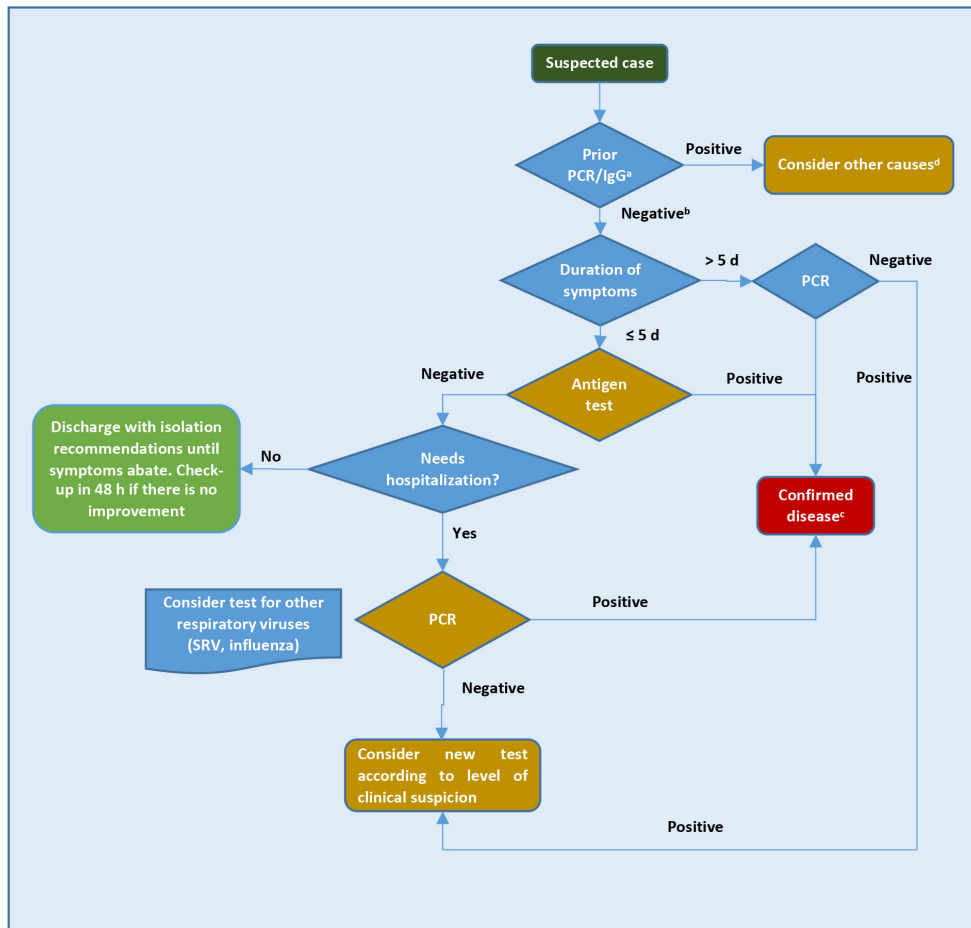 Suspected case
Prior
PCR/IgGᵃ
Positive
Consider other causesᵈ
Negativeᵇ
Duration of
symptoms
> 5 d
PCR
Negative
≤ 5 d
Negative
Antigen
test
Positive
Positive
Discharge with isolation
recommendations until
symptoms abate. Check-
up in 48 h if there is no
improvement
No
Needs
hospitalization?
Confirmed
diseaseᶜ
Yes
Consider test for other
respiratory viruses
(SRV, influenza)
PCR
Positive
Negative
Consider new test
according to level of
clinical suspicion
Positive